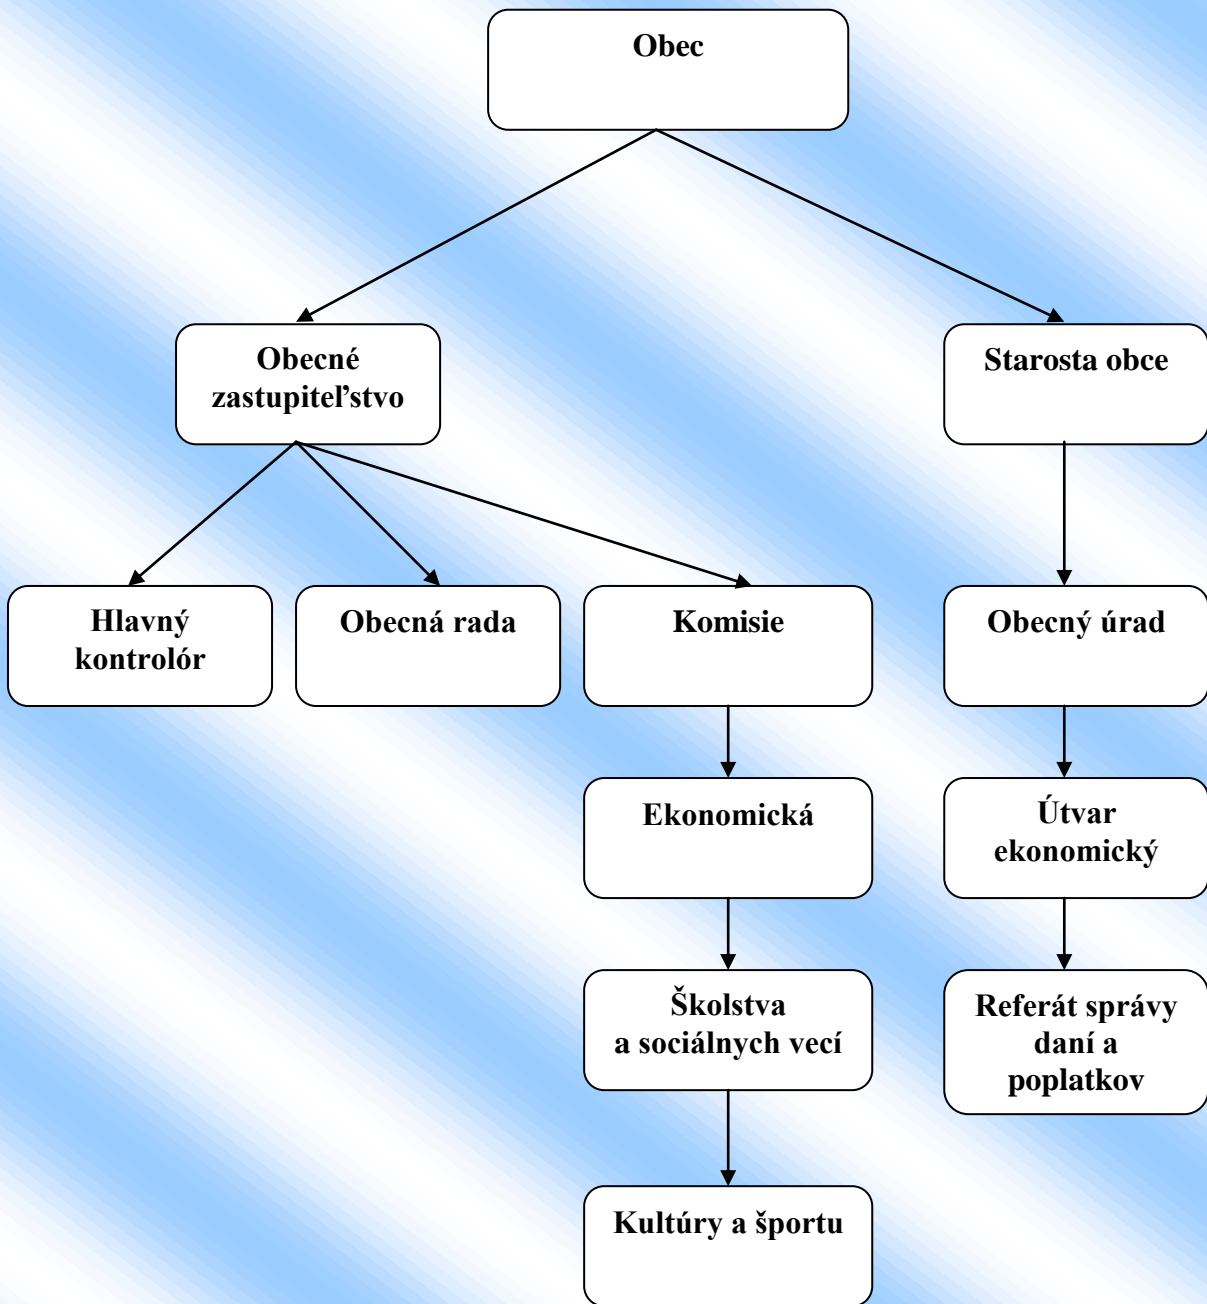 Obec
Obecné
zastupiteľstvo
Starosta obce
Hlavný
kontrolór
Obecná rada
Komisie
Obecný úrad
Ekonomická
Útvar
ekonomický
Školstva
a sociálnych vecí
Referát správy
daní a
poplatkov
Kultúry a športu